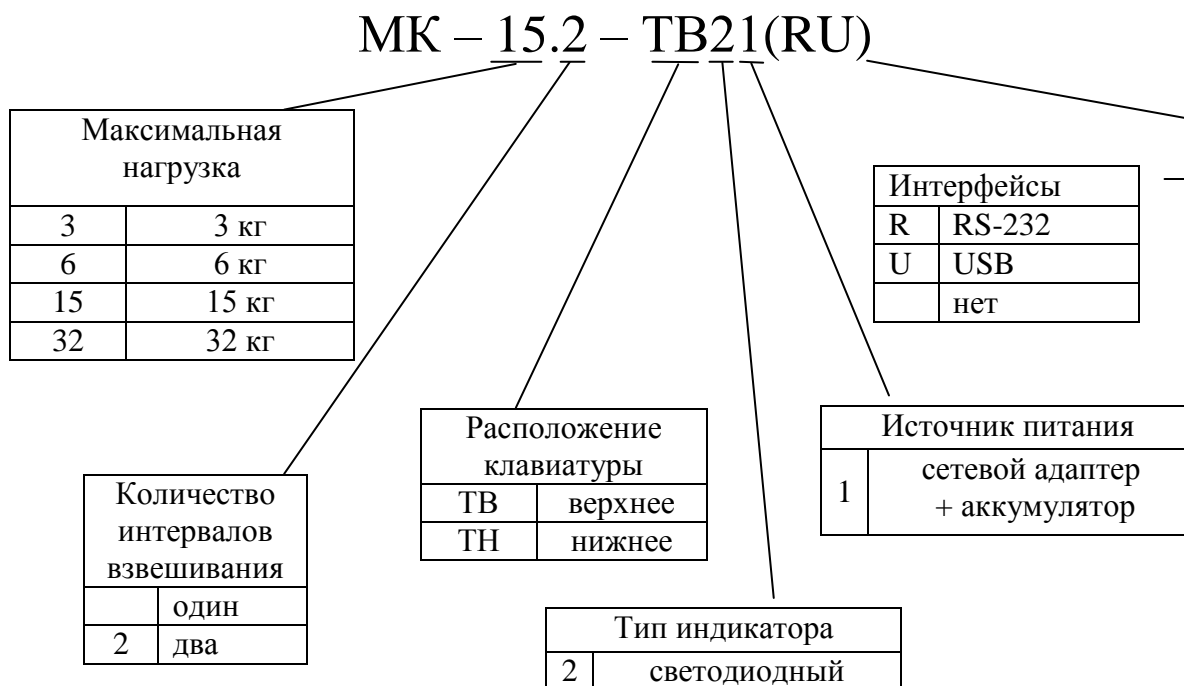 МК – 15.2 – ТВ21(RU)
Максимальная
нагрузка
3 3 кг
6 6 кг
15 15 кг
32 32 кг
Интерфейсы
R RS-232
U USB
нет
Расположение
клавиатуры
ТВ верхнее
ТН нижнее
Источник питания
1 сетевой адаптер
+ аккумулятор
Количество
интервалов
взвешивания
один
2 два
Тип индикатора
2 светодиодный